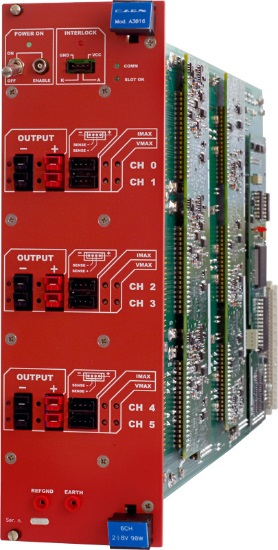 C.A.E.N.
Mod. A3016
POWER ON
INTERLOCK
ON
GND
VCC
OFF
ENABLE
R
A
COMM
SLOT ON
OUTPUT
IMAX
VMAX
- +
SENSE -
SENSE +
CH 0
CH 1
OUTPUT
IMAX
VMAX
- +
SENSE -
SENSE +
CH 2
CH 3
OUTPUT
IMAX
VMAX
- +
SENSE -
SENSE +
CH 4
CH 5
REFGND
EARTH
Ser. n.
6CH
2÷8V 90W